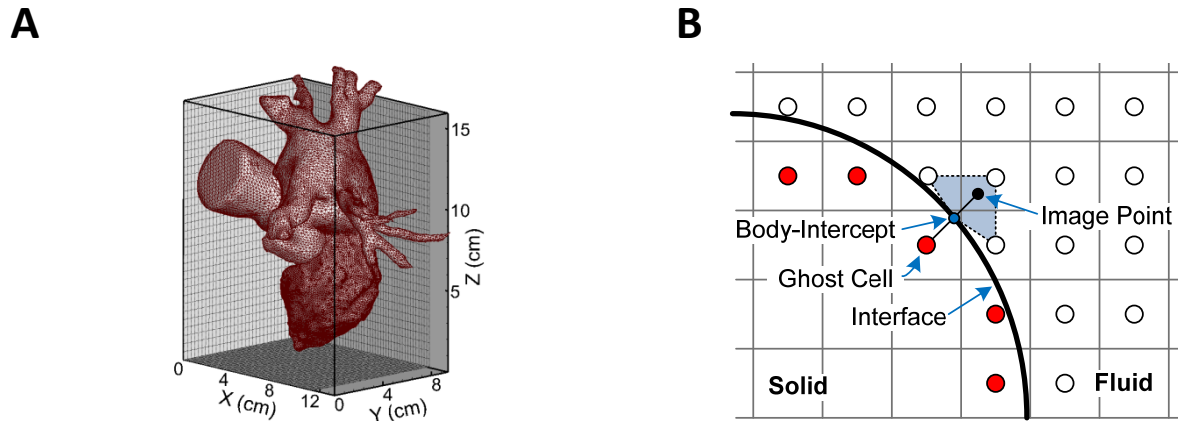 A
15
10
5
Z (cm)
0
4
8
12
X (cm)
0
4
8
Y (cm)
B
Body-Intercept
Image Point
Ghost Cell
Interface
Solid
Fluid